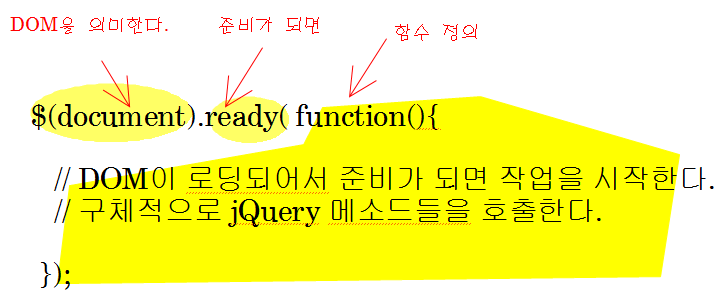 DOM을 의미한다. 준비가 되면 함수 정의
$(document).ready( function(){
// DOM이 로딩되어서 준비가 되면 작업을 시작한다.
// 구체적으로 jQuery 메소드들을 호출한다.
});